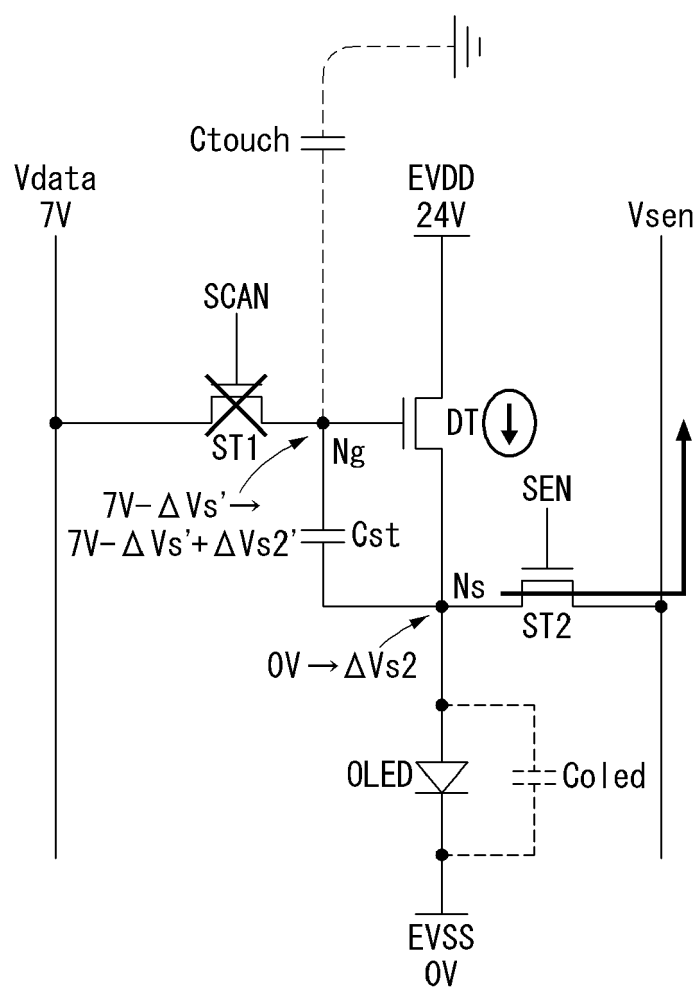 Ctouch
Vdata
7V
EVDD
24V
Vsen
SCAN
ST1
Ng
DT
7V-ΔVs'→
7V-ΔVs'+ΔVs2'
Cst
SEN
Ns
ST2
0V→ΔVs2
OLED
Coled
EVSS
0V